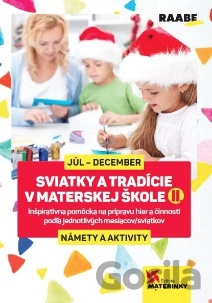 RAABE
JÚL – DECEMBER
SVIATKY A TRADÍCIE
V MATERSKEJ ŠKOLE II.
Inšpiratívna pomôcka na prípravu hier a činností
podľa jednotlivých mesiacov/sviatkov
NÁMETY A AKTIVITY
MATERINKY
Gorila